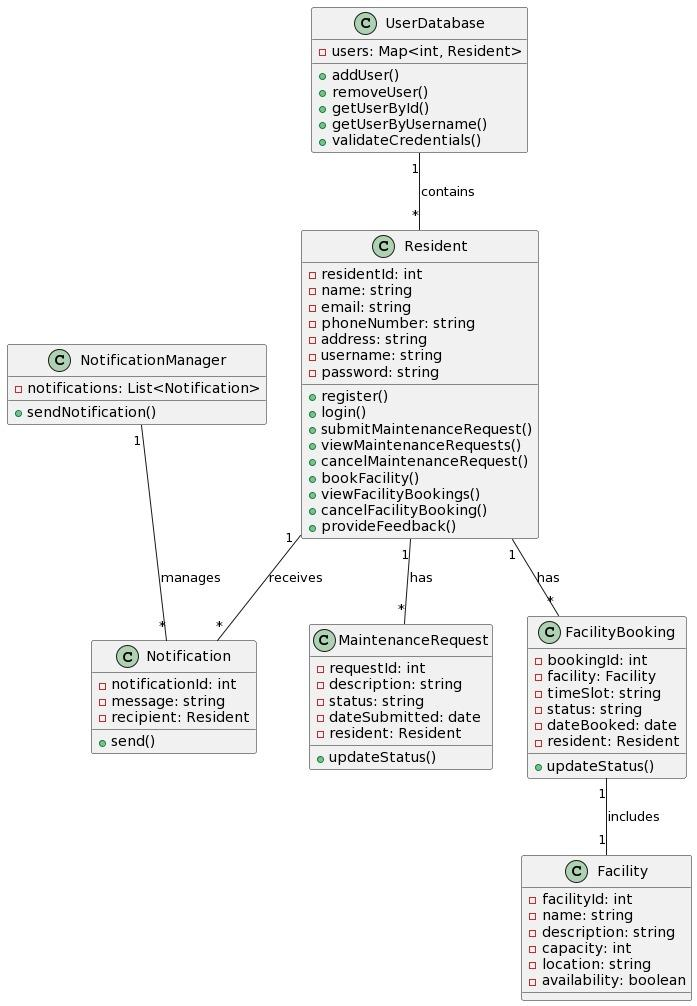 C UserDatabase
users: Map<int, Resident>
addUser()
removeUser()
getUserById()
getUserByUsername()
validateCredentials()
1
contains
*
C Resident
residentId: int
name: string
email: string
phoneNumber: string
address: string
username: string
password: string
register()
login()
submitMaintenanceRequest()
viewMaintenanceRequests()
cancelMaintenanceRequest()
bookFacility()
viewFacilityBookings()
cancelFacilityBooking()
provideFeedback()
C NotificationManager
notifications: List<Notification>
sendNotification()
1
manages
*
1
receives
*
1
has
*
1
has
*
C Notification
notificationId: int
message: string
recipient: Resident
send()
C MaintenanceRequest
requestId: int
description: string
status: string
dateSubmitted: date
resident: Resident
updateStatus()
C FacilityBooking
bookingId: int
facility: Facility
timeSlot: string
status: string
dateBooked: date
resident: Resident
updateStatus()
1
includes
1
C Facility
facilityId: int
name: string
description: string
capacity: int
location: string
availability: boolean